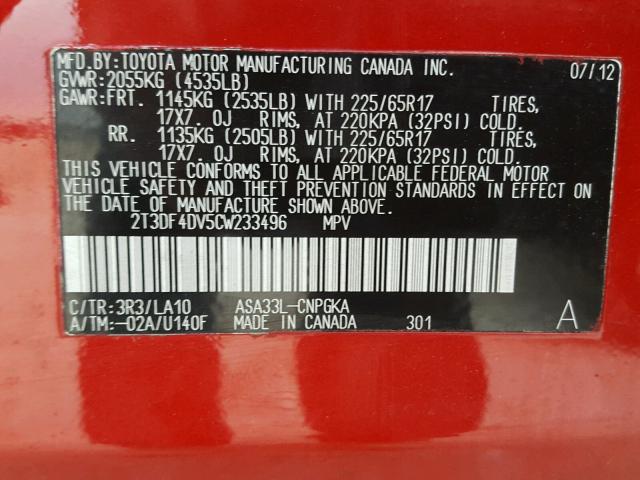 MFD.BY:TOYOTA MOTOR MANUFACTURING CANADA INC. 07/12
GVWR:2055KG (4535LB)
GAWR:FRT. 1145KG (2535LB) WITH 225/65R17 TIRES,
17X7.0J RIMS, AT 220KPA (32PSI) COLD.
RR. 1135KG (2505LB) WITH 225/65R17 TIRES,
17X7.0J RIMS, AT 220KPA (32PSI) COLD.
THIS VEHICLE CONFORMS TO ALL APPLICABLE FEDERAL MOTOR
VEHICLE SAFETY AND THEFT PREVENTION STANDARDS IN EFFECT ON
THE DATE OF MANUFACTURE SHOWN ABOVE.
2T3DF4DV5CW233496 MPV
C/TR:3R3/LA10 ASA33L-CNPGKA A
A/TM:-02A/U140F MADE IN CANADA 301